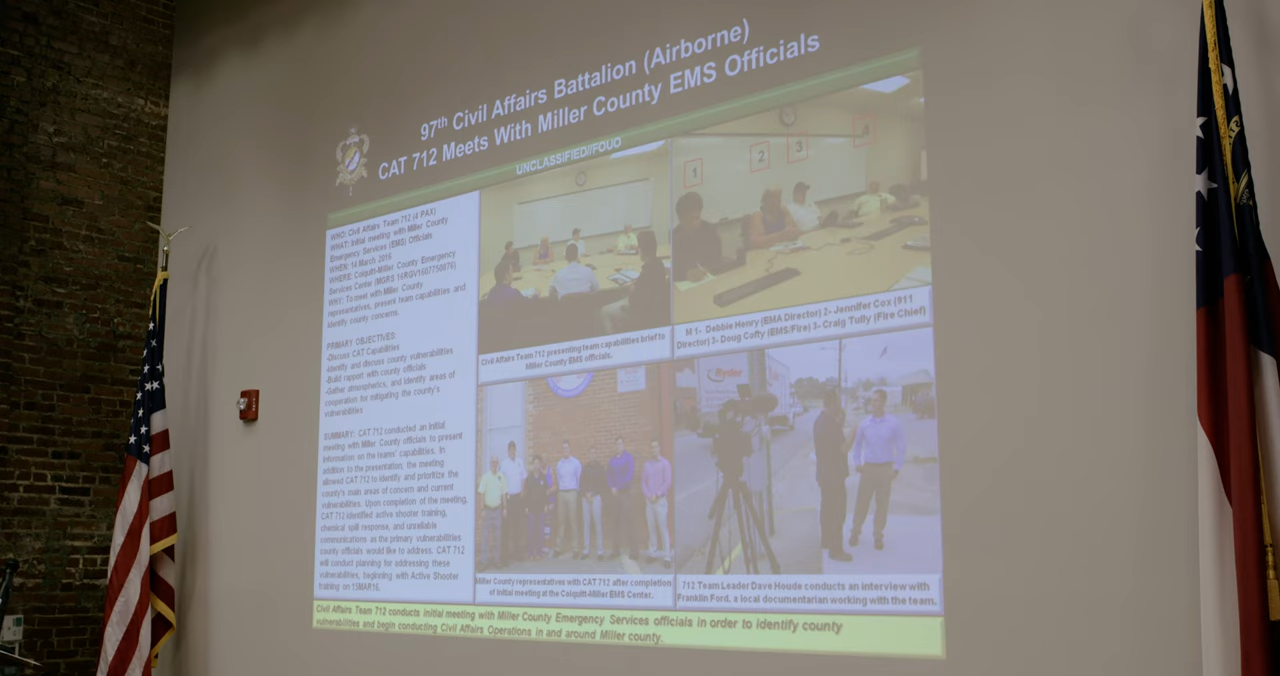 97th Civil Affairs Battalion (Airborne)
CAT 712 Meets With Miller County EMS Officials
UNCLASSIFIED//FOUO
WHO: Civil Affairs Team 712 (4 PAX)
WHAT: Initial meeting with Miller County
Emergency Services (EMS) Officials
WHEN: 14 March 2016
WHERE: Colquitt-Miller County Emergency
Services Center (MGRS 16RGV1687750876)
WHY: To meet with Miller County
representatives, present team capabilities and
identify county concerns.
PRIMARY OBJECTIVES:
-Discuss CAT Capabilities
-Identify and discuss county vulnerabilities
-Build rapport with county officials
-Gather atmospherics, and identify areas of
cooperation for mitigating the county's
vulnerabilities
SUMMARY: CAT 712 conducted an initial
meeting with Miller County officials to present
information on the teams' capabilities. In
addition to the presentation, the meeting
allowed CAT 712 to identify and prioritize the
county's main areas of concern and current
vulnerabilities. Upon completion of the meeting,
CAT 712 identified active shooter training,
chemical spill response, and unreliable
communications as the primary vulnerabilities
county officials would like to address. CAT 712
will conduct planning for addressing these
vulnerabilities, beginning with Active Shooter
training on 15MAR16.
Civil Affairs Team 712 presenting team capabilities brief to
Miller County EMS officials.
1
2
3
4
M 1- Debbie Henry (EMA Director) 2- Jennifer Cox (911
Director) 3- Doug Cofty (EMS/Fire) 3- Craig Tully (Fire Chief)
Miller County representatives with CAT 712 after completion
of initial meeting at the Colquitt-Miller EMS Center.
Ryder
712 Team Leader Dave Houde conducts an interview with
Franklin Ford, a local documentarian working with the team.
Civil Affairs Team 712 conducts initial meeting with Miller County Emergency Services officials in order to identify county
vulnerabilities and begin conducting Civil Affairs Operations in and around Miller county.